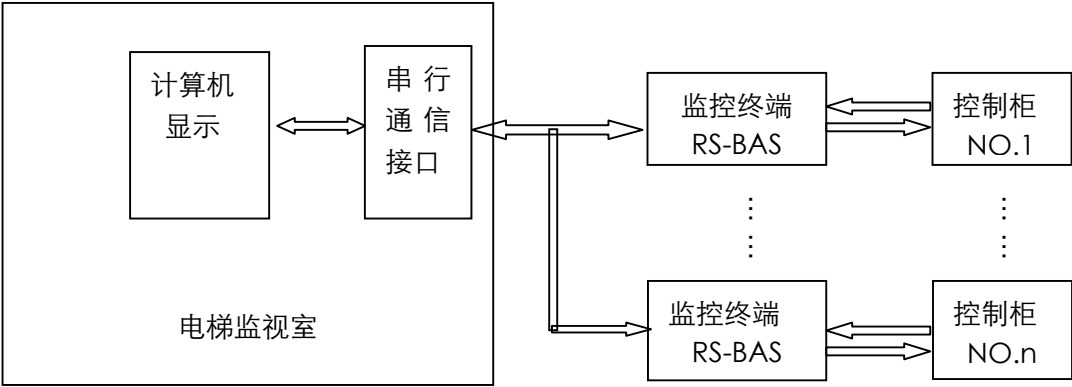 计算机
显示
串 行
通 信
接口
电梯监视室
监控终端
RS-BAS
控制柜
NO.1
⋮
⋮
监控终端
RS-BAS
控制柜
NO.n